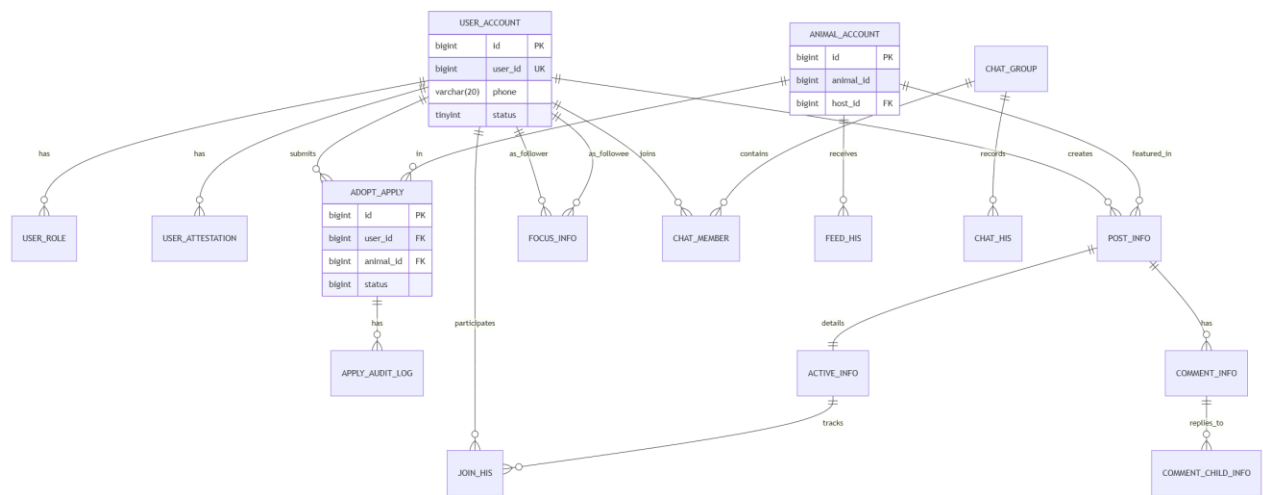 USER_ACCOUNT
bigint id PK
bigint user_id UK
varchar(20) phone
tinyint status
ANIMAL_ACCOUNT
bigint id PK
bigint animal_id
bigint host_id FK
CHAT_GROUP
has
has
submits
in
as_follower
as_followee
joins
contains
receives
records
creates
featured_in
ADOPT_APPLY
bigint id PK
bigint user_id FK
bigint animal_id FK
bigint status
USER_ROLE
USER_ATTESTATION
FOCUS_INFO
CHAT_MEMBER
FEED_HIS
CHAT_HIS
POST_INFO
has
participates
details
has
APPLY_AUDIT_LOG
ACTIVE_INFO
COMMENT_INFO
tracks
replies_to
JOIN_HIS
COMMENT_CHILD_INFO